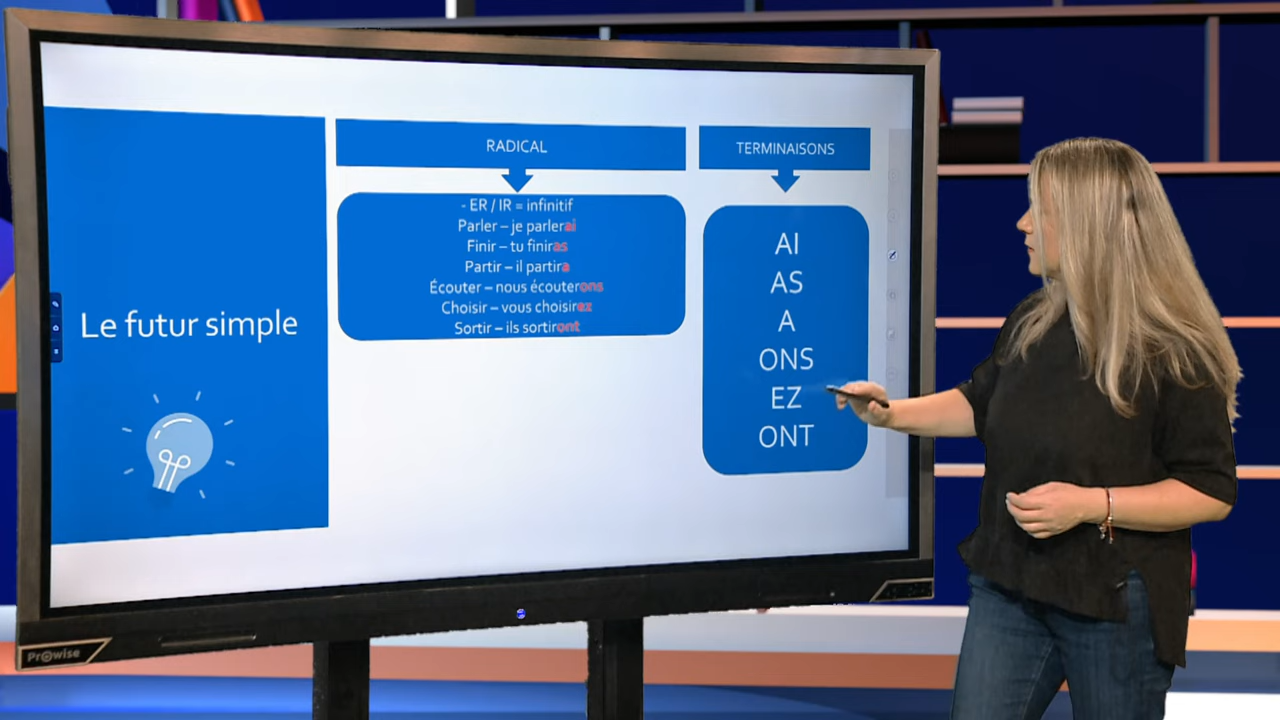 Le futur simple
RADICAL
- ER / IR = infinitif
Parler – je parlerai
Finir – tu finiras
Partir – il partira
Écouter – nous écouterons
Choisir – vous choisirez
Sortir – ils sortiront
TERMINAISONS
AI
AS
A
ONS
EZ
ONT
Prowise